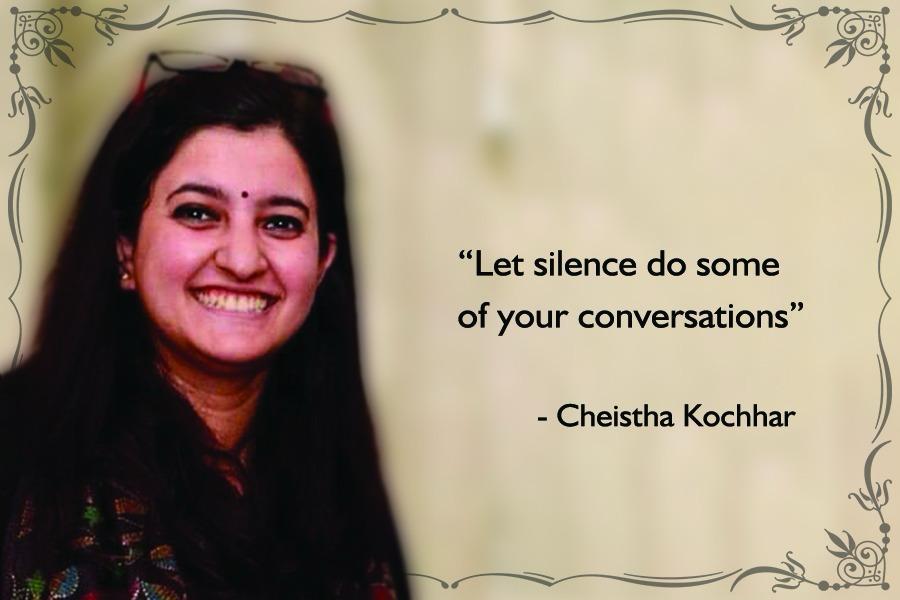 “Let silence do some
of your conversations”
- Cheistha Kochhar